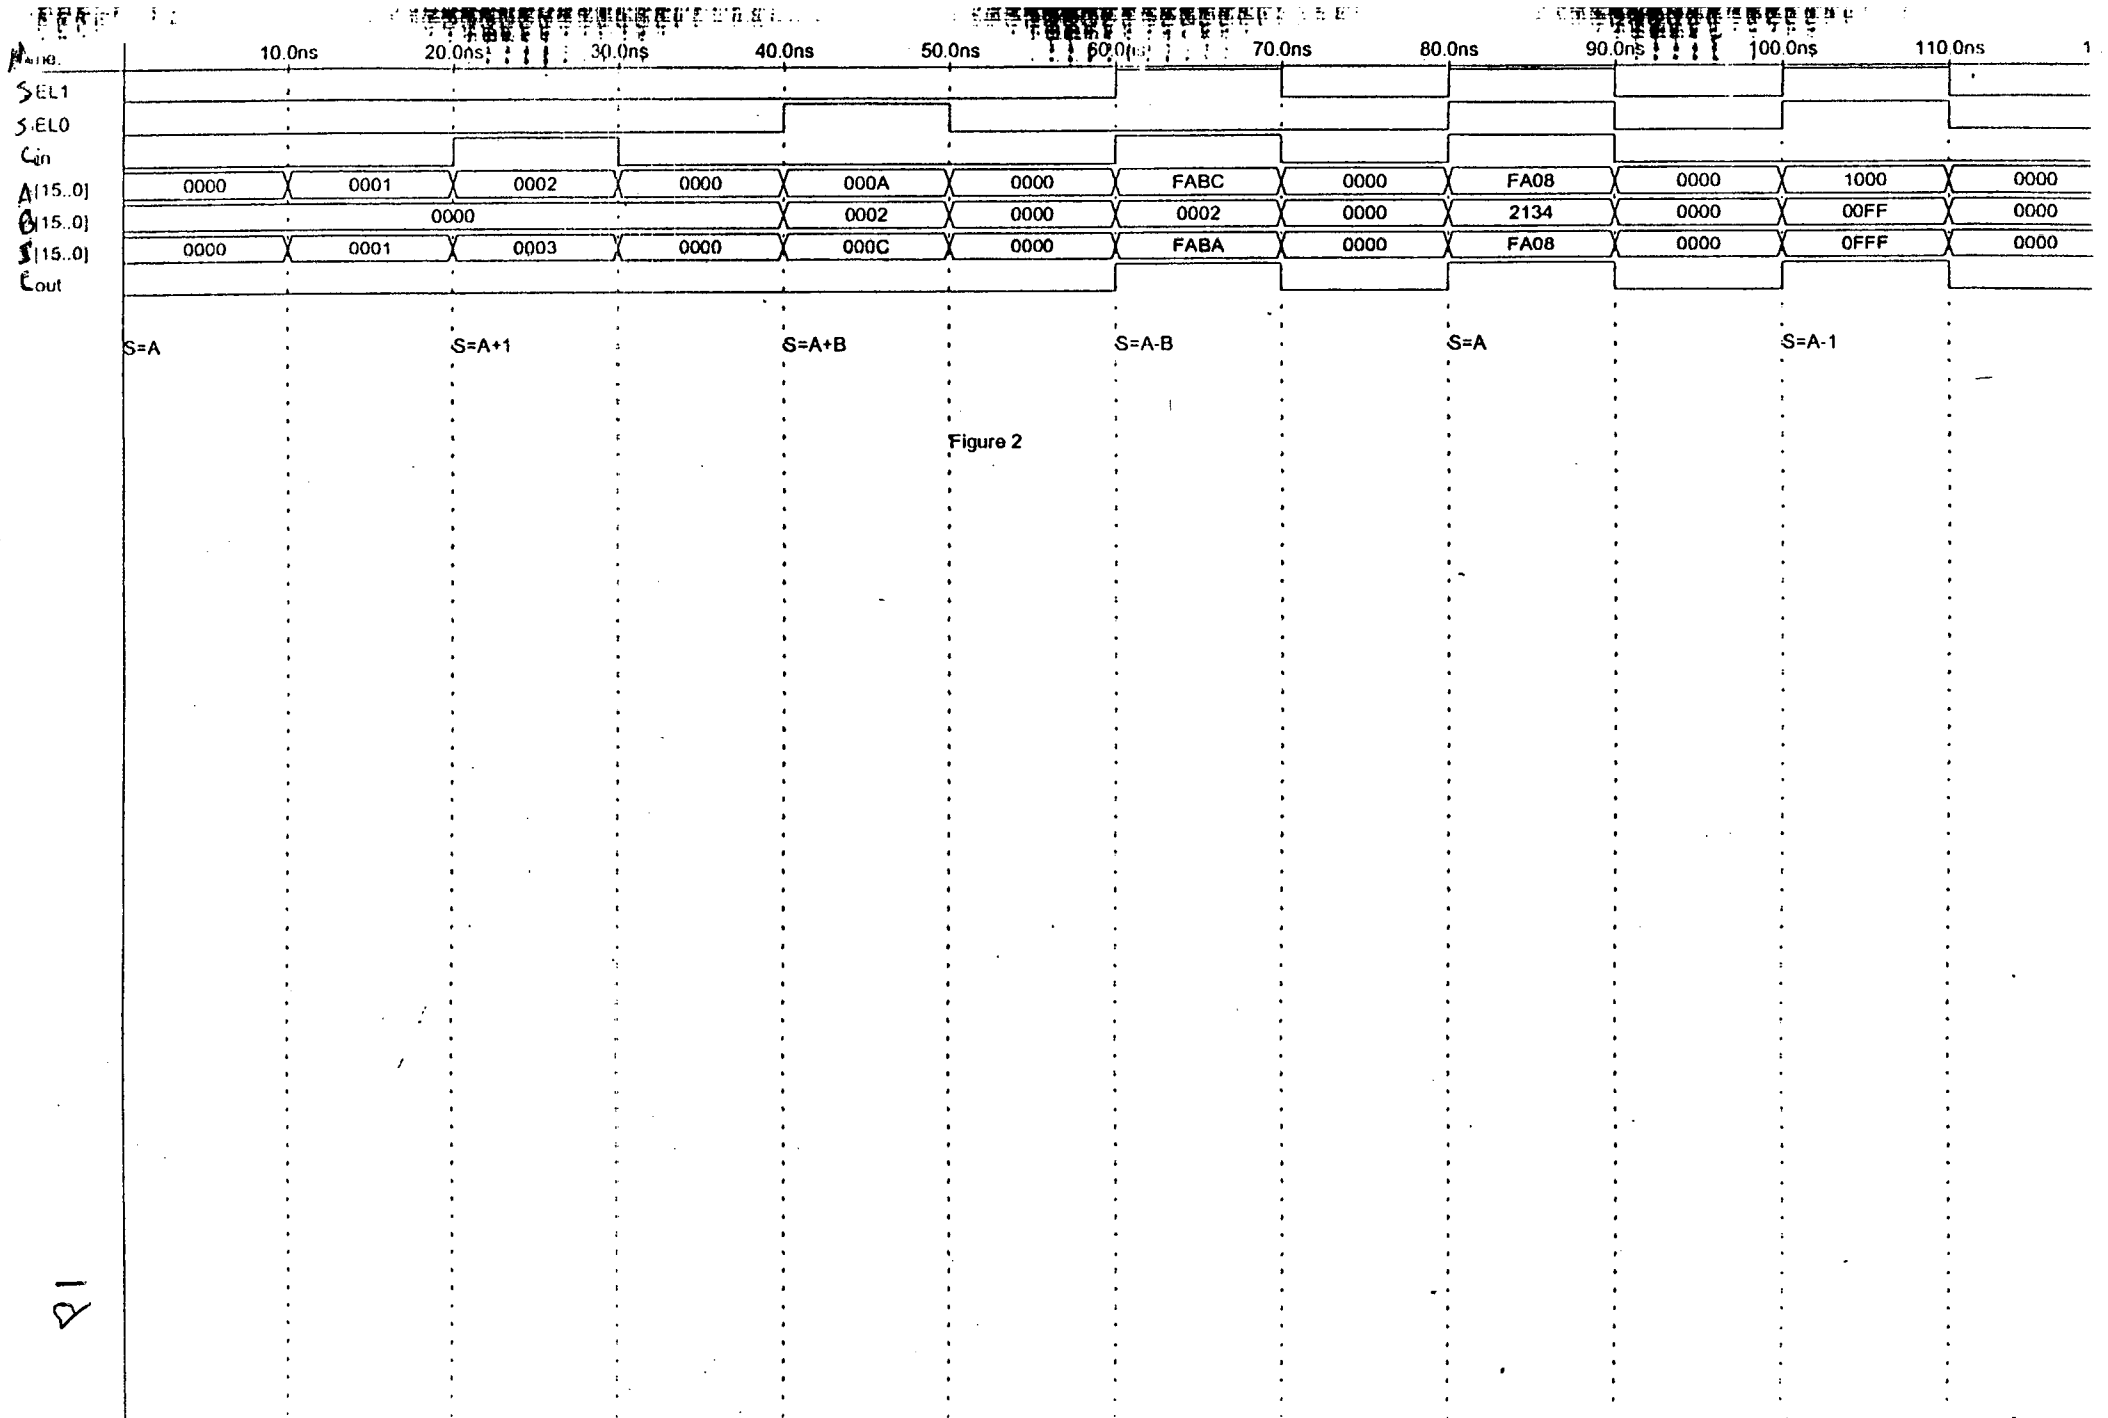 Name. 10.0ns 20.0ns 30.0ns 40.0ns 50.0ns 60.0ns 70.0ns 80.0ns 90.0ns 100.0ns 110.0ns 1
SEL1
SEL0
Cin
A[15..0] 0000 0001 0002 0000 000A 0000 FABC 0000 FA08 0000 1000 0000
B[15..0] 0000 0002 0000 0002 0000 2134 0000 00FF 0000
S[15..0] 0000 0001 0003 0000 000C 0000 FABA 0000 FA08 0000 0FFF 0000
Cout
S=A S=A+1 S=A+B S=A-B S=A S=A-1
Figure 2